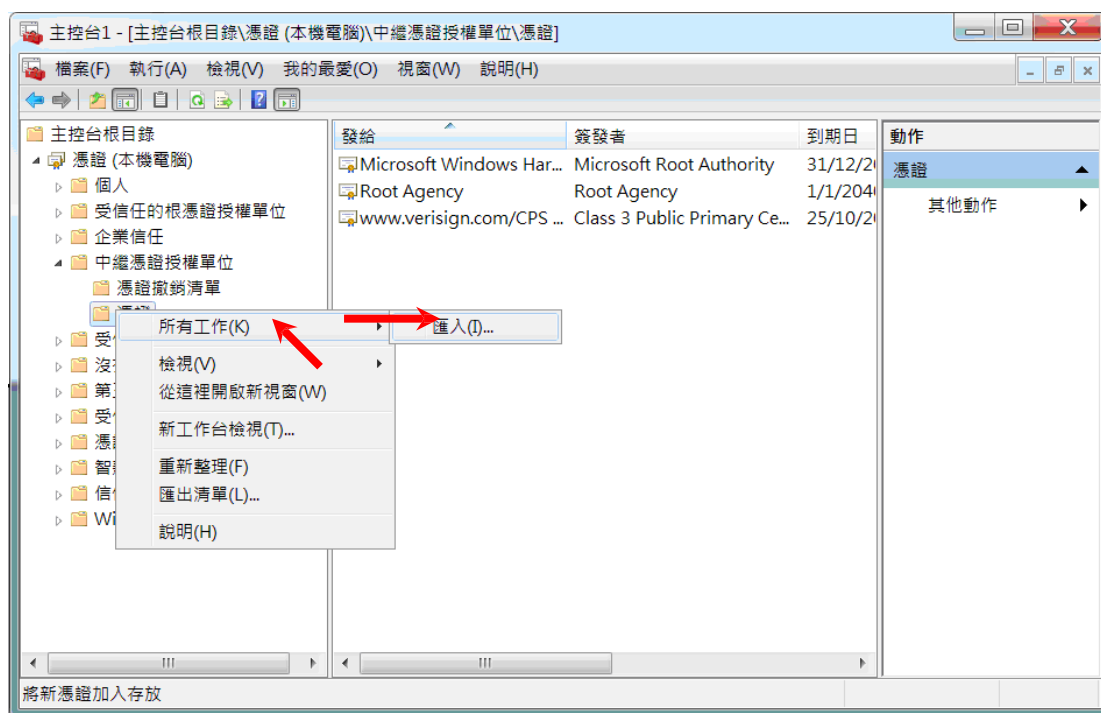 主控台1 - [主控台根目錄\憑證 (本機電腦)\中繼憑證授權單位\憑證]
檔案(F) 執行(A) 檢視(V) 我的最愛(O) 視窗(W) 說明(H)
主控台根目錄
憑證 (本機電腦)
個人
受信任的根憑證授權單位
企業信任
中繼憑證授權單位
憑證撤銷清單
所有工作(K)
匯入(I)...
檢視(V)
從這裡開啟新視窗(W)
新工作台檢視(T)...
重新整理(F)
匯出清單(L)...
說明(H)
發給 簽發者 到期日
Microsoft Windows Har... Microsoft Root Authority 31/12/2
Root Agency Root Agency 1/1/204
www.verisign.com/CPS ... Class 3 Public Primary Ce... 25/10/2
動作
憑證
其他動作
將新憑證加入存放